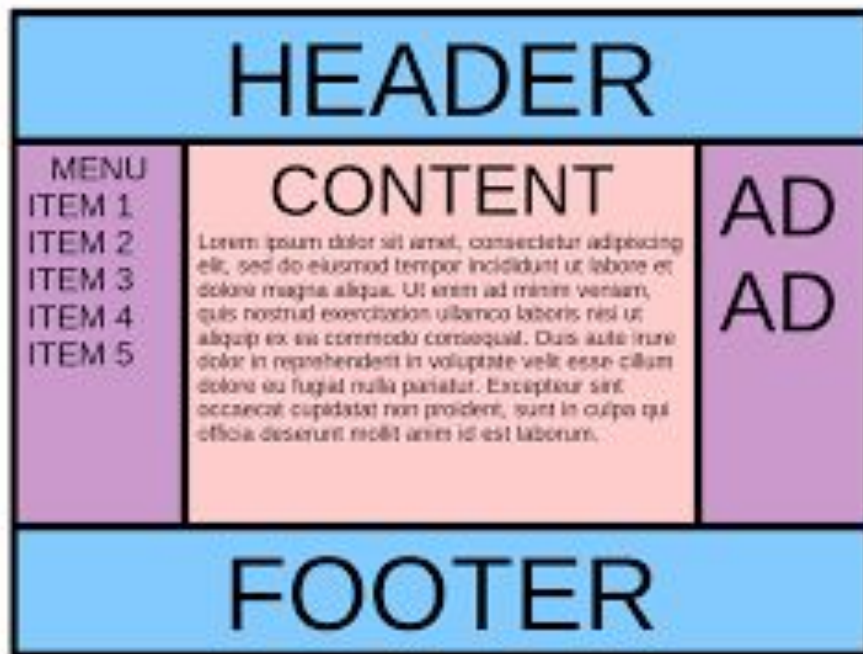 HEADER
MENU
ITEM 1
ITEM 2
ITEM 3
ITEM 4
ITEM 5
CONTENT
Lorem ipsum dolor sit amet, consectetur adipiscing
elit, sed do eiusmod tempor incididunt ut labore et
dolore magna aliqua. Ut enim ad minim veniam,
quis nostrud exercitation ullamco laboris nisi ut
aliquip ex ea commodo consequat. Duis aute irure
dolor in reprehenderit in voluptate velit esse cillum
dolore eu fugiat nulla pariatur. Excepteur sint
occaecat cupidatat non proident, sunt in culpa qui
officia deserunt mollit anim id est laborum.
AD
AD
FOOTER